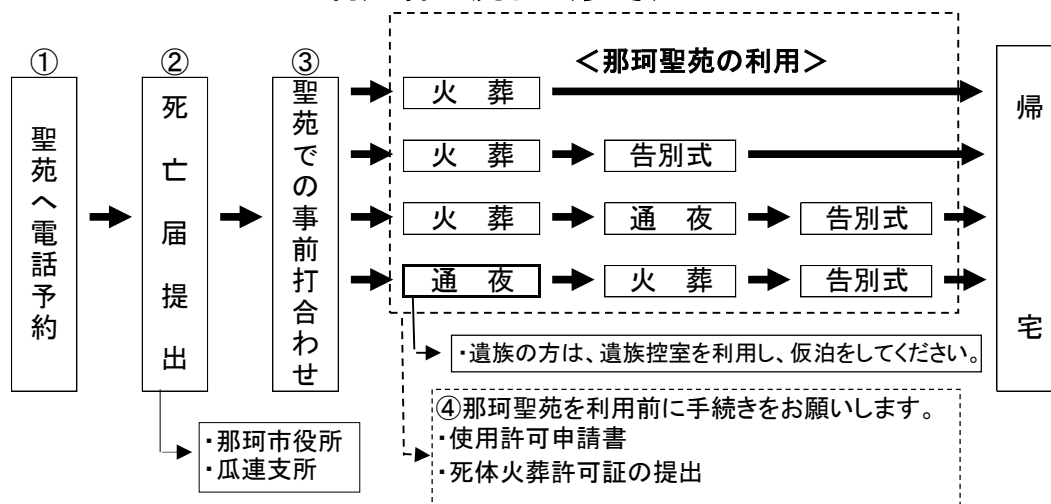 ①
聖苑へ電話予約
②
死亡届提出
・那珂市役所
・瓜連支所
③
聖苑での事前打合わせ
＜那珂聖苑の利用＞
火　葬
火　葬
告別式
火　葬
通　夜
告別式
通　夜
火　葬
告別式
・遺族の方は、遺族控室を利用し、仮泊をしてください。
④那珂聖苑を利用前に手続きをお願いします。
・使用許可申請書
・死体火葬許可証の提出
帰宅